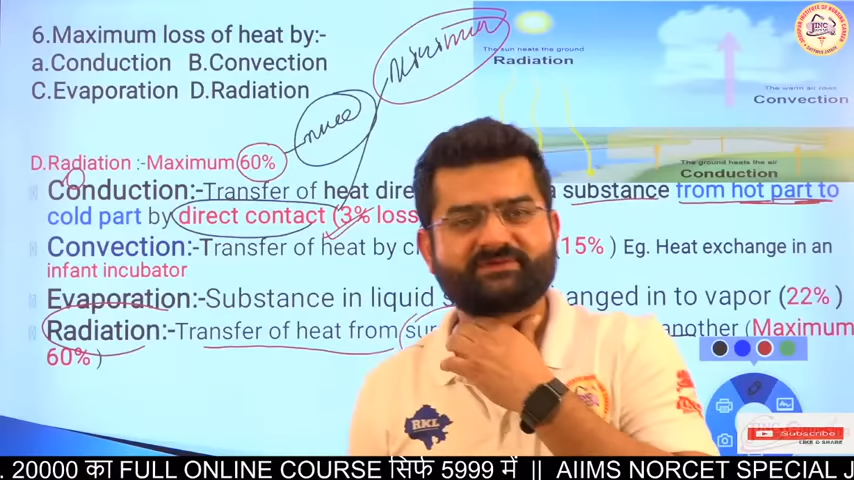 6.Maximum loss of heat by:-
a.Conduction B.Convection
C.Evaporation D.Radiation
The sun heats the ground
Radiation
The warm air rises
Convection
The ground heats the air
Conduction
D.Radiation :-Maximum 60%
Conduction:-Transfer of heat dire a substance from hot part to
cold part by direct contact (3% loss
Convection:-Transfer of heat by c (15%) Eg. Heat exchange in an
infant incubator
Evaporation:-Substance in liquid anged in to vapor (22%)
Radiation:-Transfer of heat from sur another (Maximum
60%)
RKL
Subscribe
LIKE & SHARE
. 20000 का FULL ONLINE COURSE सिर्फ 5999 में || AIIMS NORCET SPECIAL J